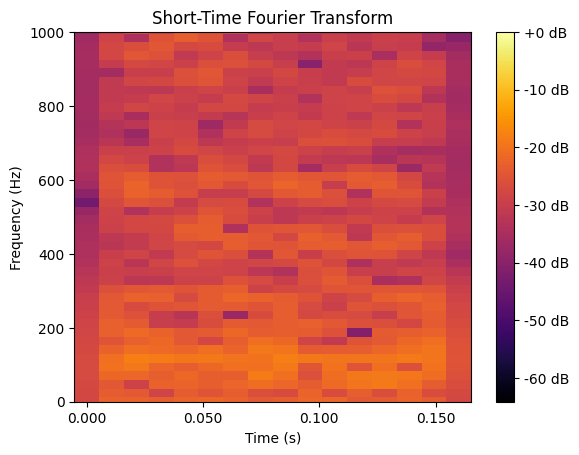 Short-Time Fourier Transform
Frequency (Hz)
1000
800
600
400
200
0
0.000
0.050
0.100
0.150
Time (s)
+0 dB
-10 dB
-20 dB
-30 dB
-40 dB
-50 dB
-60 dB